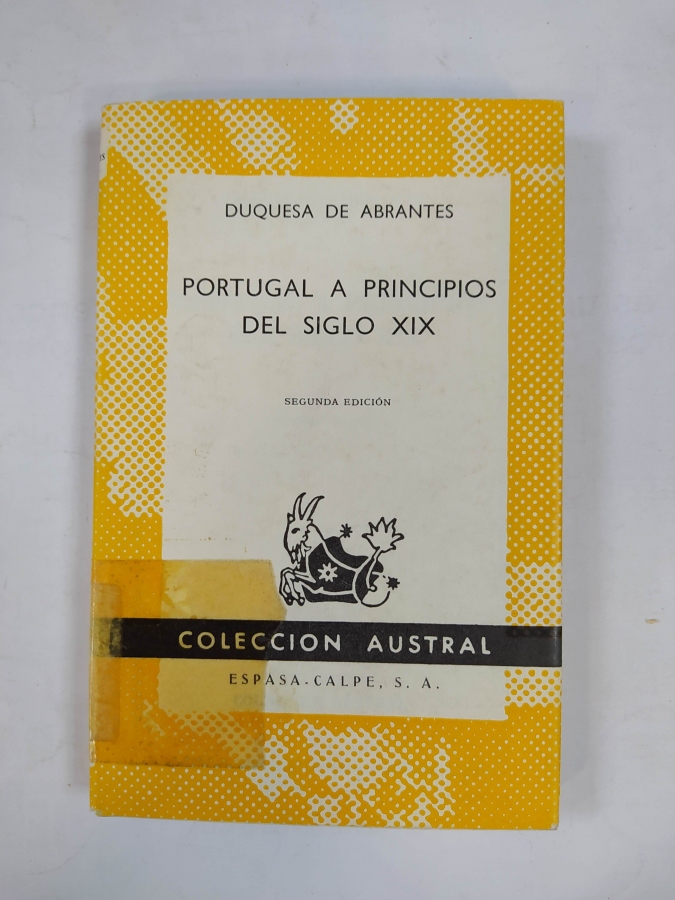 DUQUESA DE ABRANTES
PORTUGAL A PRINCIPIOS
DEL SIGLO XIX
SEGUNDA EDICIÓN
COLECCION AUSTRAL
ESPASA-CALPE, S. A.